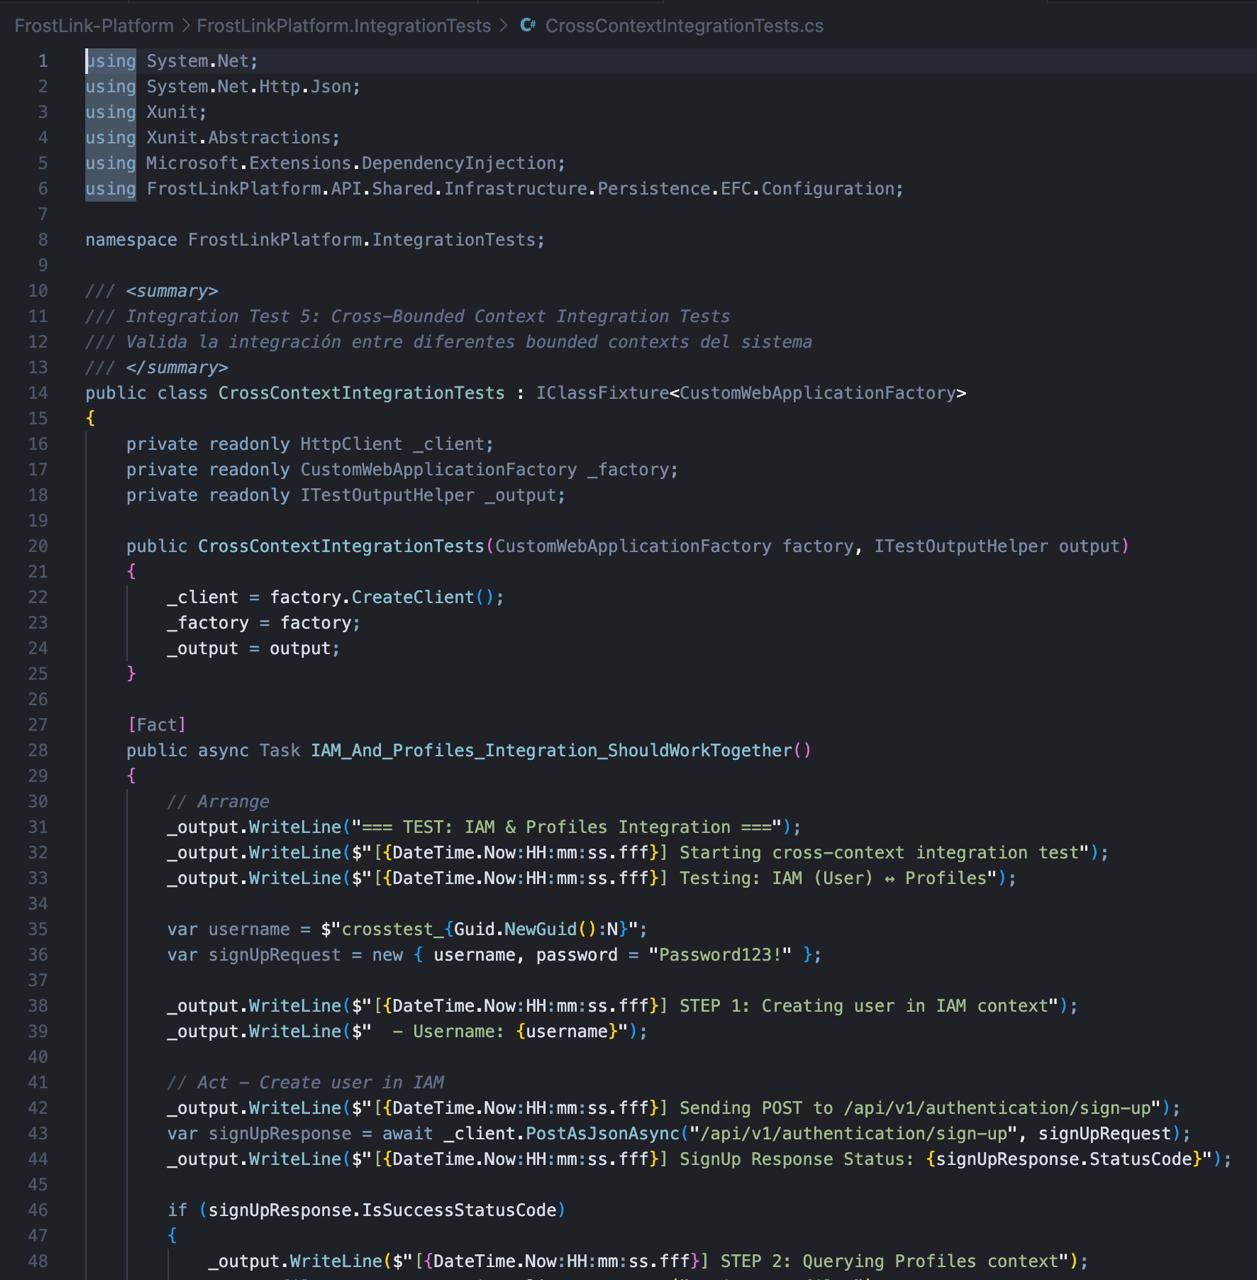 FrostLink-Platform > FrostLinkPlatform.IntegrationTests > C# CrossContextIntegrationTests.cs
1 using System.Net;
2 using System.Net.Http.Json;
3 using Xunit;
4 using Xunit.Abstractions;
5 using Microsoft.Extensions.DependencyInjection;
6 using FrostLinkPlatform.API.Shared.Infrastructure.Persistence.EFC.Configuration;
7
8 namespace FrostLinkPlatform.IntegrationTests;
9
10 /// <summary>
11 /// Integration Test 5: Cross-Bounded Context Integration Tests
12 /// Valida la integración entre diferentes bounded contexts del sistema
13 /// </summary>
14 public class CrossContextIntegrationTests : IClassFixture<CustomWebApplicationFactory>
15 {
16     private readonly HttpClient _client;
17     private readonly CustomWebApplicationFactory _factory;
18     private readonly ITestOutputHelper _output;
19
20     public CrossContextIntegrationTests(CustomWebApplicationFactory factory, ITestOutputHelper output)
21     {
22         _client = factory.CreateClient();
23         _factory = factory;
24         _output = output;
25     }
26
27     [Fact]
28     public async Task IAM_And_Profiles_Integration_ShouldWorkTogether()
29     {
30         // Arrange
31         _output.WriteLine("=== TEST: IAM & Profiles Integration ===");
32         _output.WriteLine($"[{DateTime.Now:HH:mm:ss.fff}] Starting cross-context integration test");
33         _output.WriteLine($"[{DateTime.Now:HH:mm:ss.fff}] Testing: IAM (User) ↔ Profiles");
34
35         var username = $"crosstest_{Guid.NewGuid():N}";
36         var signUpRequest = new { username, password = "Password123!" };
37
38         _output.WriteLine($"[{DateTime.Now:HH:mm:ss.fff}] STEP 1: Creating user in IAM context");
39         _output.WriteLine($"  - Username: {username}");
40
41         // Act - Create user in IAM
42         _output.WriteLine($"[{DateTime.Now:HH:mm:ss.fff}] Sending POST to /api/v1/authentication/sign-up");
43         var signUpResponse = await _client.PostAsJsonAsync("/api/v1/authentication/sign-up", signUpRequest);
44         _output.WriteLine($"[{DateTime.Now:HH:mm:ss.fff}] SignUp Response Status: {signUpResponse.StatusCode}");
45
46         if (signUpResponse.IsSuccessStatusCode)
47         {
48             _output.WriteLine($"[{DateTime.Now:HH:mm:ss.fff}] STEP 2: Querying Profiles context");